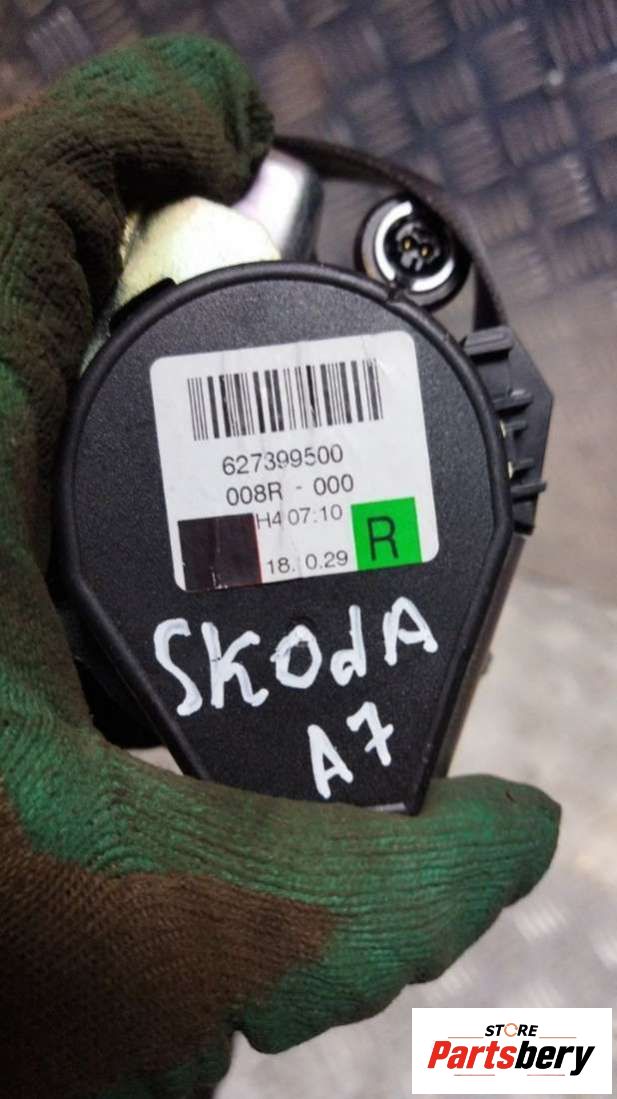 627399500
008R - 000
H4 07:10
18. 0.29
R
SKOdA
A7
STORE
Partsbery